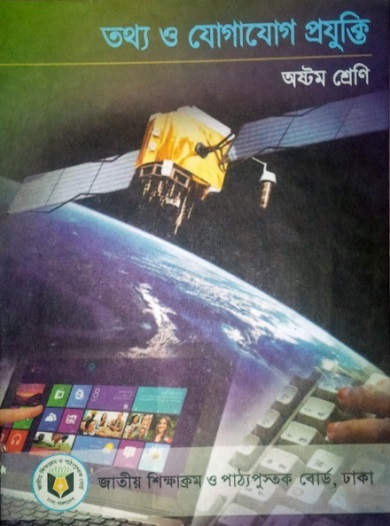 তথ্য ও যোগাযোগ প্রযুক্তি
অষ্টম শ্রেণি
জাতীয় শিক্ষাক্রম ও পাঠ্যপুস্তক বোর্ড, ঢাকা